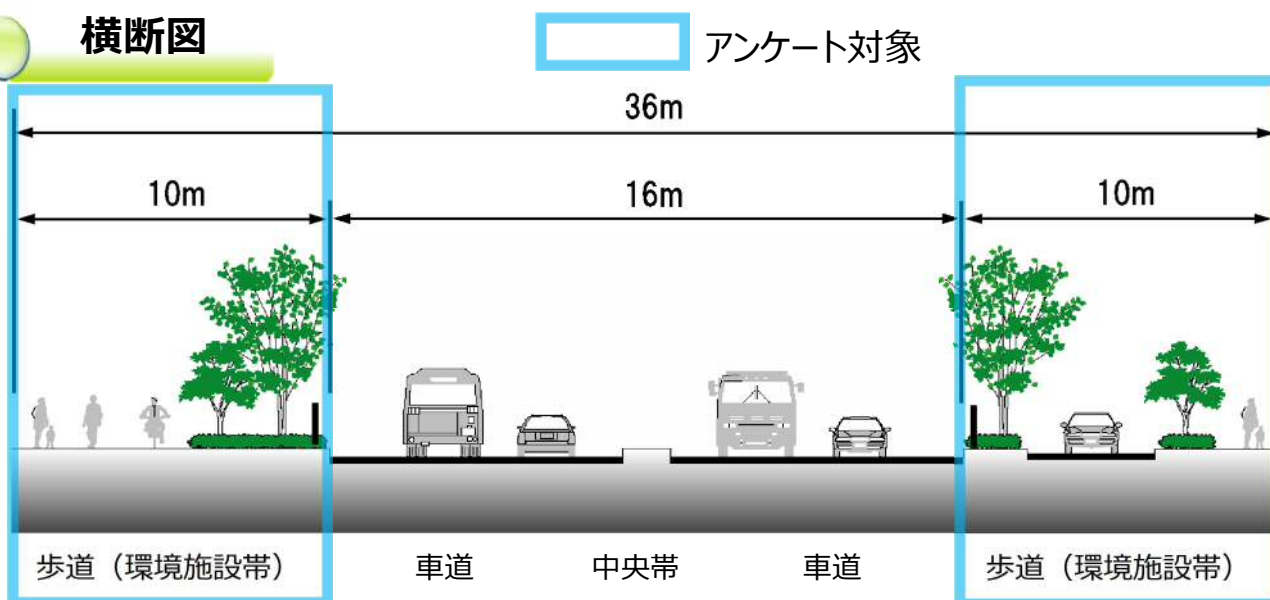 横断図
アンケート対象
36m
10m
16m
10m
歩道（環境施設帯）
車道
中央帯
車道
歩道（環境施設帯）